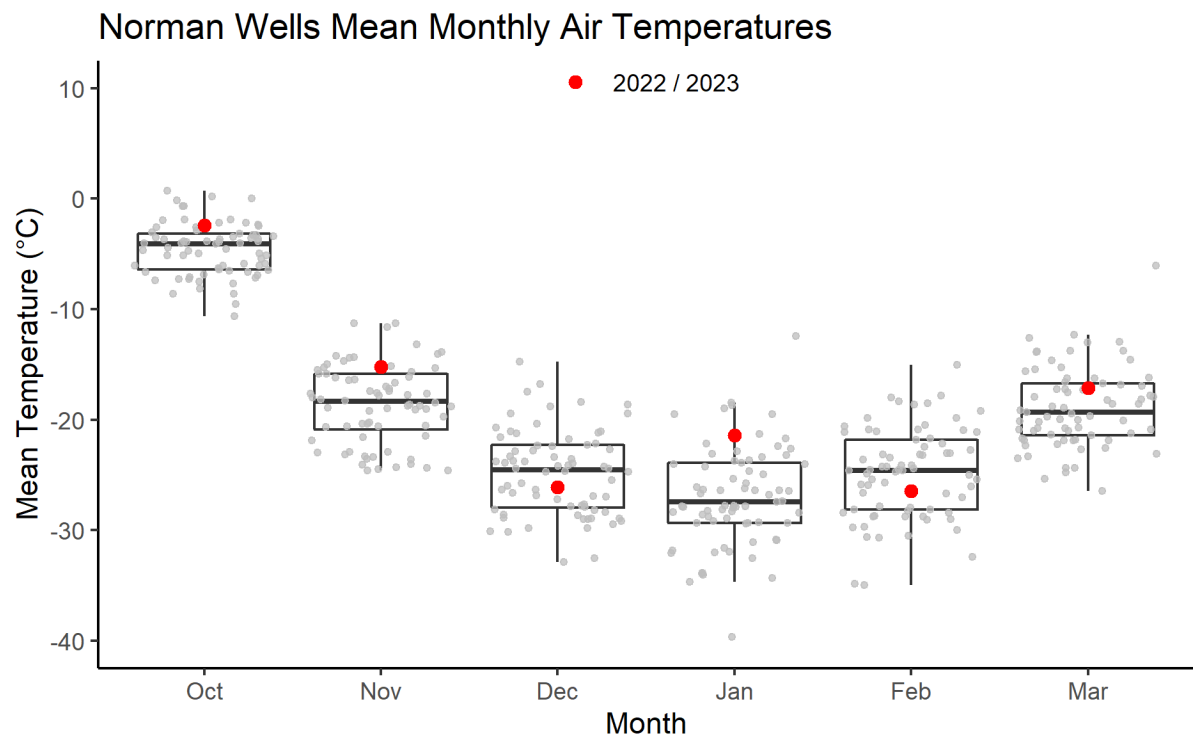 Norman Wells Mean Monthly Air Temperatures
2022 / 2023
Mean Temperature (°C)
10
0
-10
-20
-30
-40
Oct Nov Dec Jan Feb Mar
Month